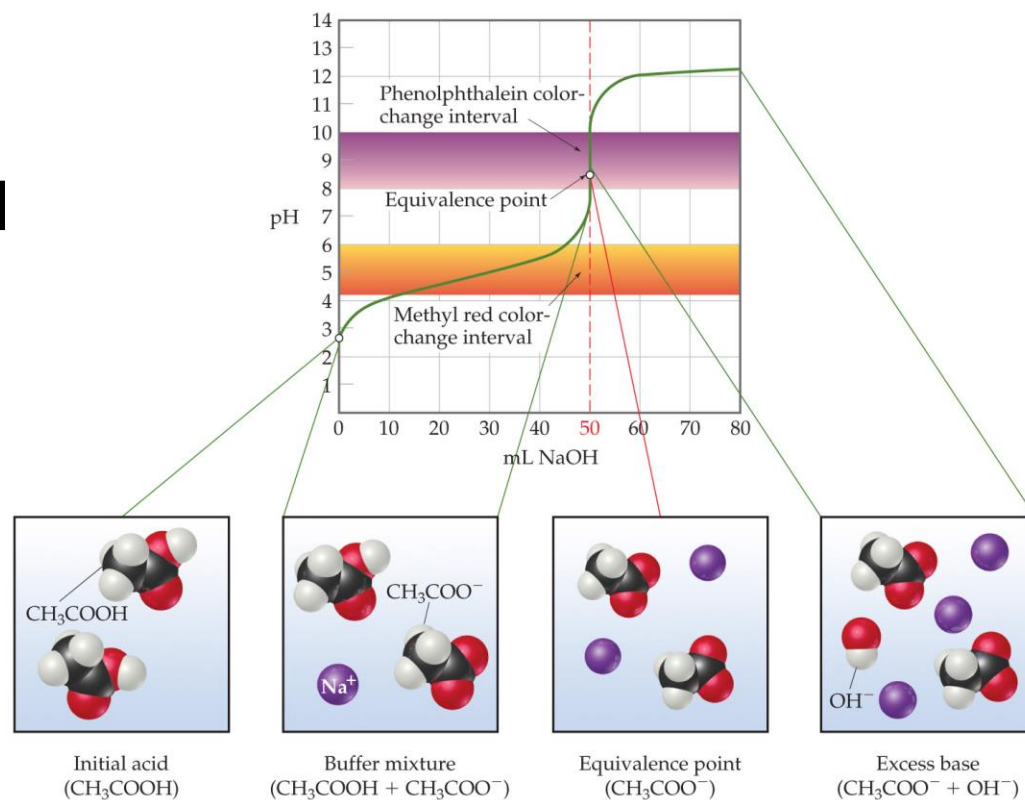 14
13
12
11
10
9
8
7
6
5
4
3
2
1
pH
Phenolphthalein color-
change interval
Equivalence point
Methyl red color-
change interval
0 10 20 30 40 50 60 70 80
mL NaOH
CH₃COOH
CH₃COO⁻
Na⁺
OH⁻
Initial acid
(CH₃COOH)
Buffer mixture
(CH₃COOH + CH₃COO⁻)
Equivalence point
(CH₃COO⁻)
Excess base
(CH₃COO⁻ + OH⁻)